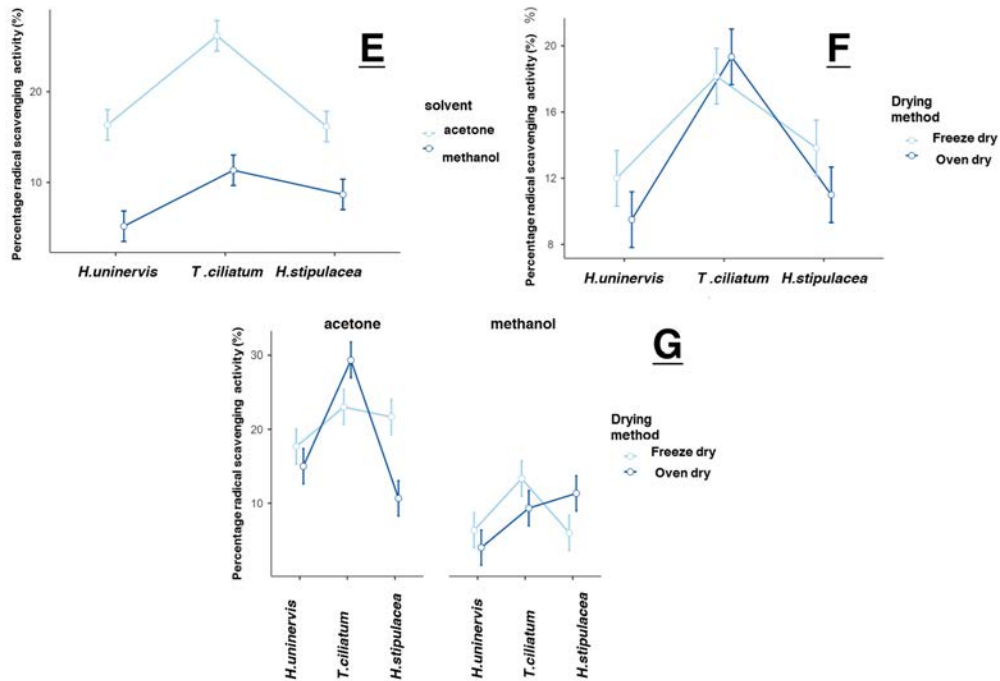 E
Percentage radical scavenging activity (%)
20
10
H.uninervis T .ciliatum H.stipulacea
solvent
acetone
methanol
F
Percentage radical scavenging activity (%) %)
20
16
12
8
H.uninervis T.ciliatum H.stipulacea
Drying
method
Freeze dry
Oven dry
acetone methanol
G
Percentage radical scavenging activity (%)
30
20
10
H.uninervis
T.ciliatum
H.stipulacea
H.uninervis
T.ciliatum
H.stipulacea
Drying
method
Freeze dry
Oven dry